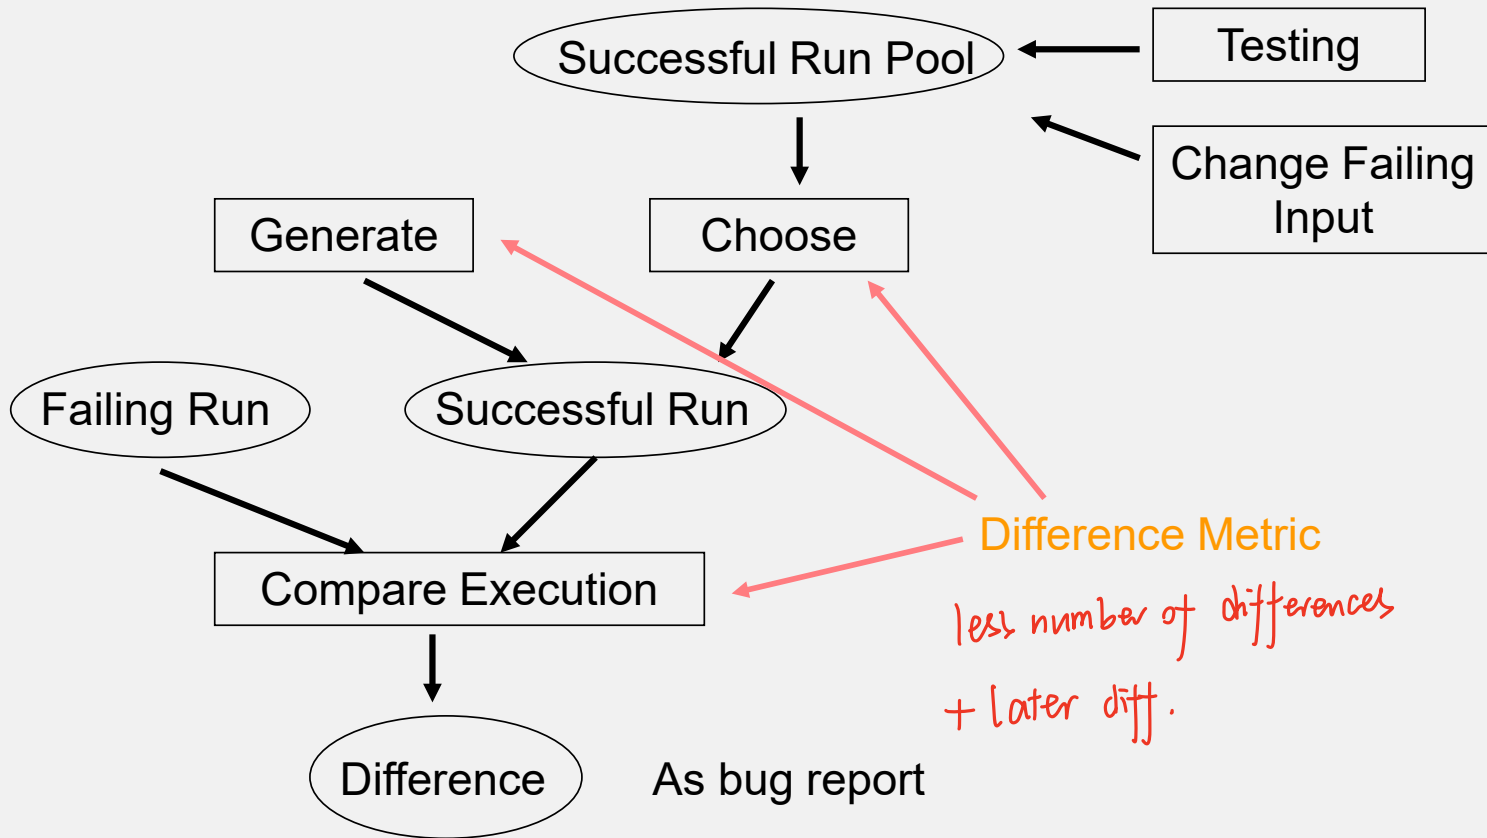 Successful Run Pool
Testing
Change Failing
Input
Generate
Choose
Failing Run
Successful Run
Difference Metric
Compare Execution
less number of differences
+ later diff.
Difference
As bug report